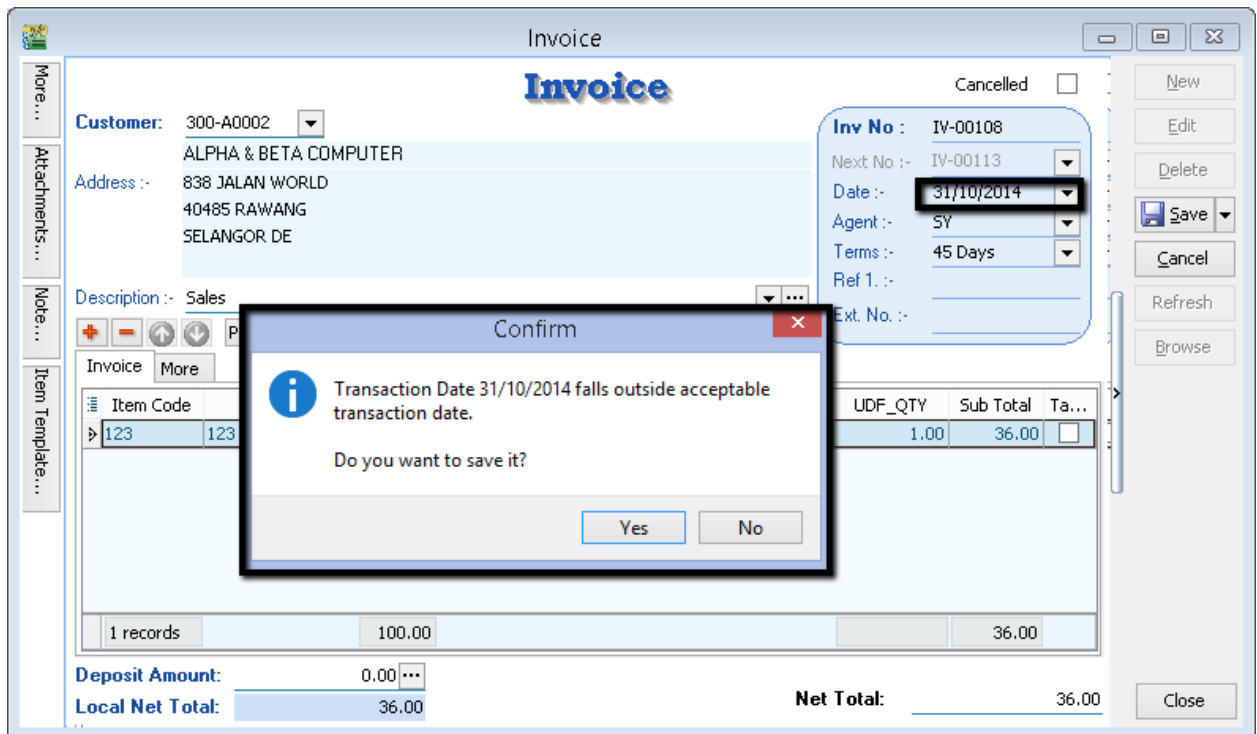 Invoice
More...
Attachments...
Note...
Item Template...
Invoice
Cancelled
Customer: 300-A0002
ALPHA & BETA COMPUTER
Address :- 838 JALAN WORLD
40485 RAWANG
SELANGOR DE
Inv No : IV-00108
Next No :- IV-00113
Date :- 31/10/2014
Agent :- SY
Terms :- 45 Days
Ref 1. :-
Ext. No. :-
Description :- Sales
P
Invoice More
Item Code UDF_QTY Sub Total Ta...
123 123 1.00 36.00
Confirm
Transaction Date 31/10/2014 falls outside acceptable
transaction date.
Do you want to save it?
Yes No
1 records 100.00 36.00
Deposit Amount: 0.00
Local Net Total: 36.00
Net Total: 36.00
New
Edit
Delete
Save
Cancel
Refresh
Browse
Close